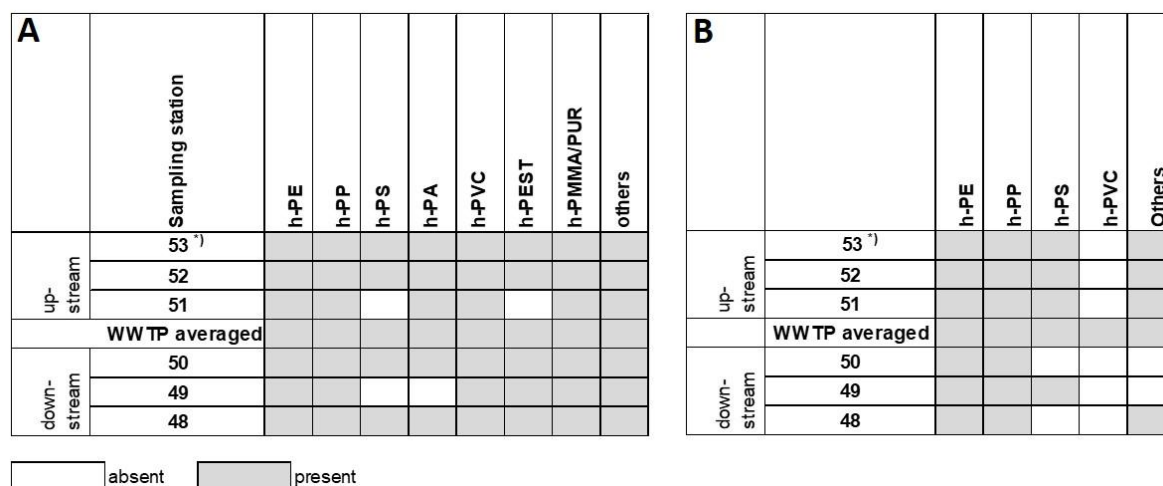 A
Sampling station
h-PE
h-PP
h-PS
h-PA
h-PVC
h-PEST
h-PMMA/PUR
others
up-
stream
53 *)
52
51
WWTP averaged
down-
stream
50
49
48
B
h-PE
h-PP
h-PS
h-PVC
Others
up-
stream
53 *)
52
51
WWTP averaged
down-
stream
50
49
48
absent
present